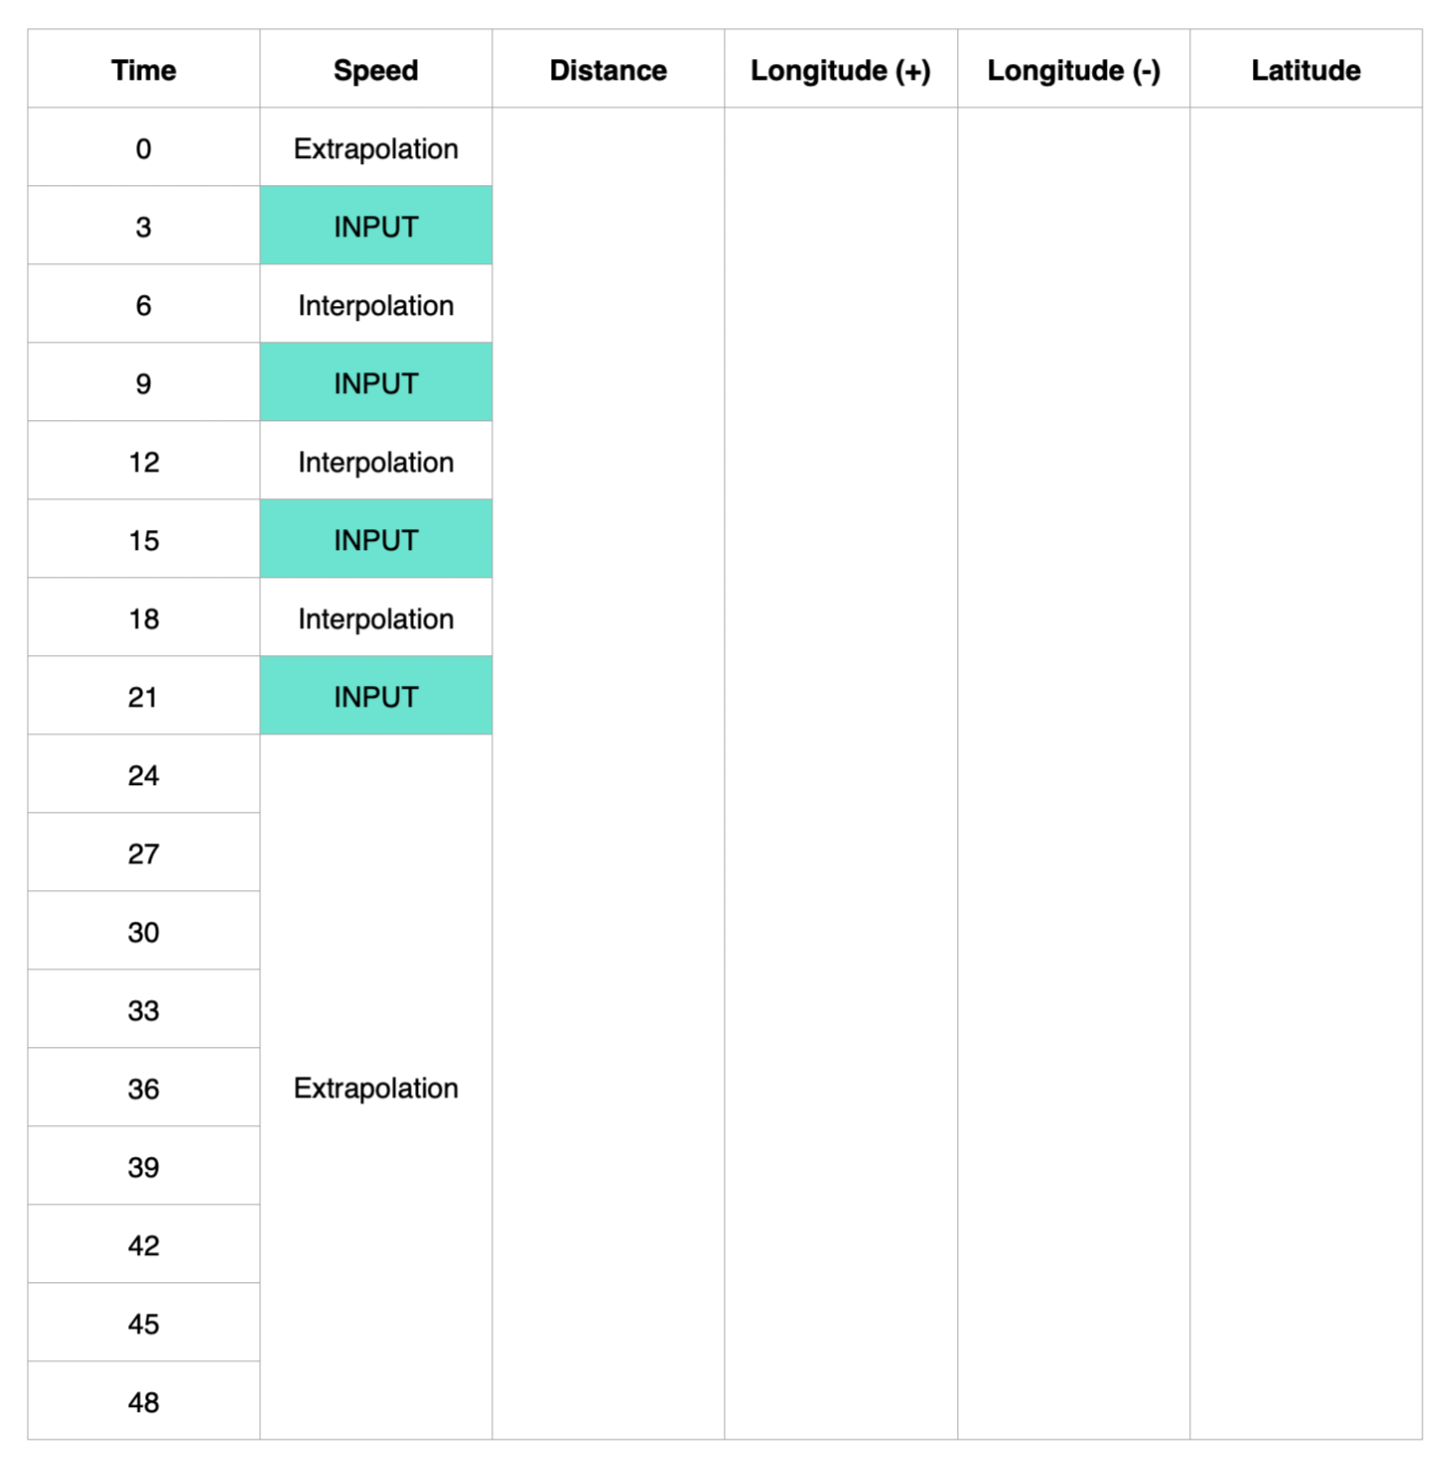 Time Speed Distance Longitude (+) Longitude (-) Latitude
0 Extrapolation
3 INPUT
6 Interpolation
9 INPUT
12 Interpolation
15 INPUT
18 Interpolation
21 INPUT
24
27
30
33
36 Extrapolation
39
42
45
48